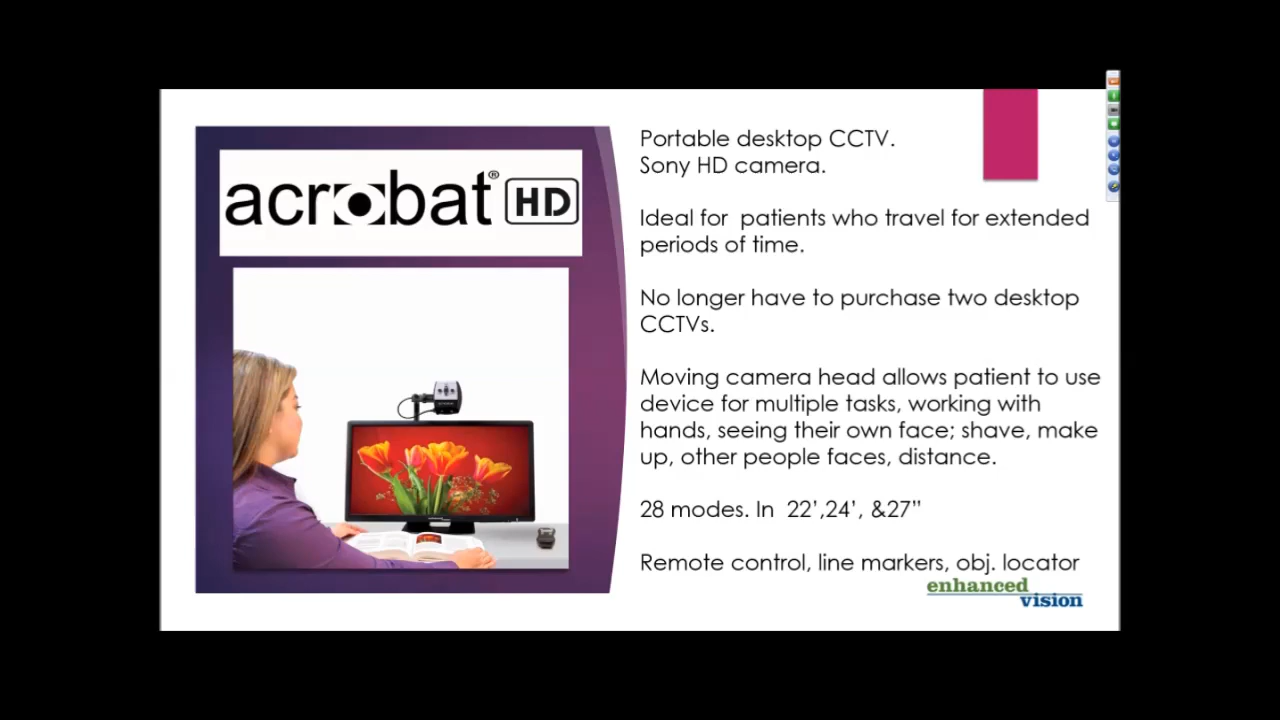 acrobat® HD
Portable desktop CCTV.
Sony HD camera.
Ideal for patients who travel for extended
periods of time.
No longer have to purchase two desktop
CCTVs.
Moving camera head allows patient to use
device for multiple tasks, working with
hands, seeing their own face; shave, make
up, other people faces, distance.
28 modes. In 22’,24’, &27”
Remote control, line markers, obj. locator
enhanced
vision